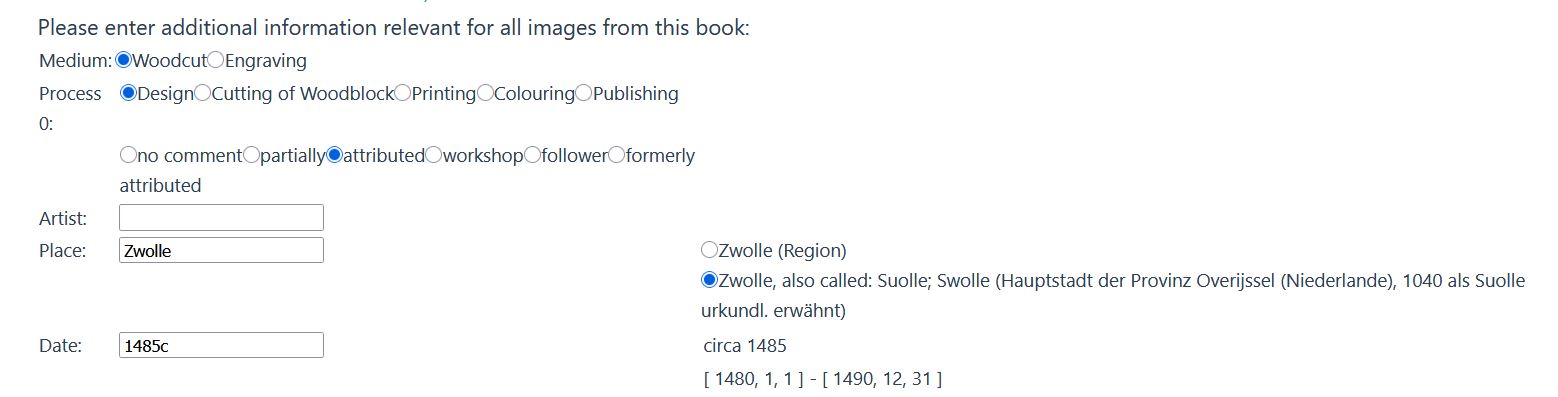 Please enter additional information relevant for all images from this book:
Medium: Woodcut Engraving
Process Design Cutting of Woodblock Printing Colouring Publishing
0:
no comment partially attributed workshop follower formerly
attributed
Artist:
Place: Zwolle Zwolle (Region)
Zwolle, also called: Suolle; Swolle (Hauptstadt der Provinz Overijssel (Niederlande), 1040 als Suolle
urkundl. erwähnt)
Date: 1485c circa 1485
[ 1480, 1, 1 ] - [ 1490, 12, 31 ]